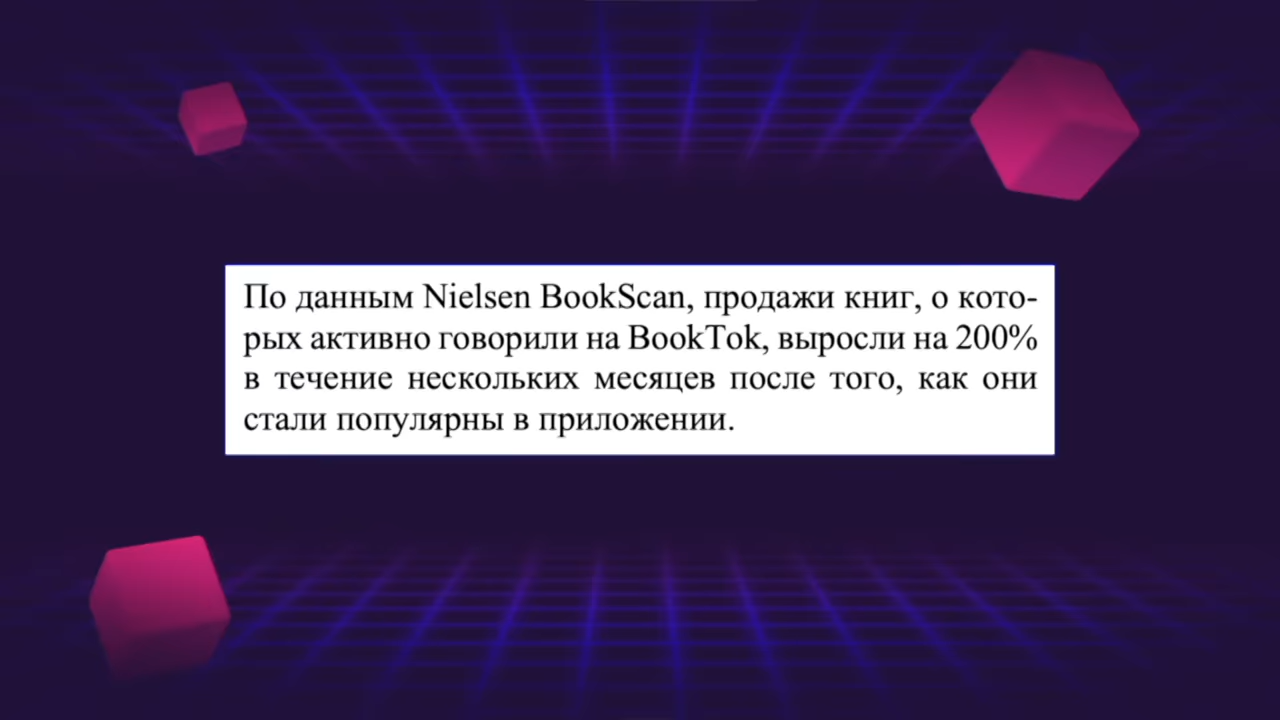 По данным Nielsen BookScan, продажи книг, о кото-
рых активно говорили на BookTok, выросли на 200%
в течение нескольких месяцев после того, как они
стали популярны в приложении.